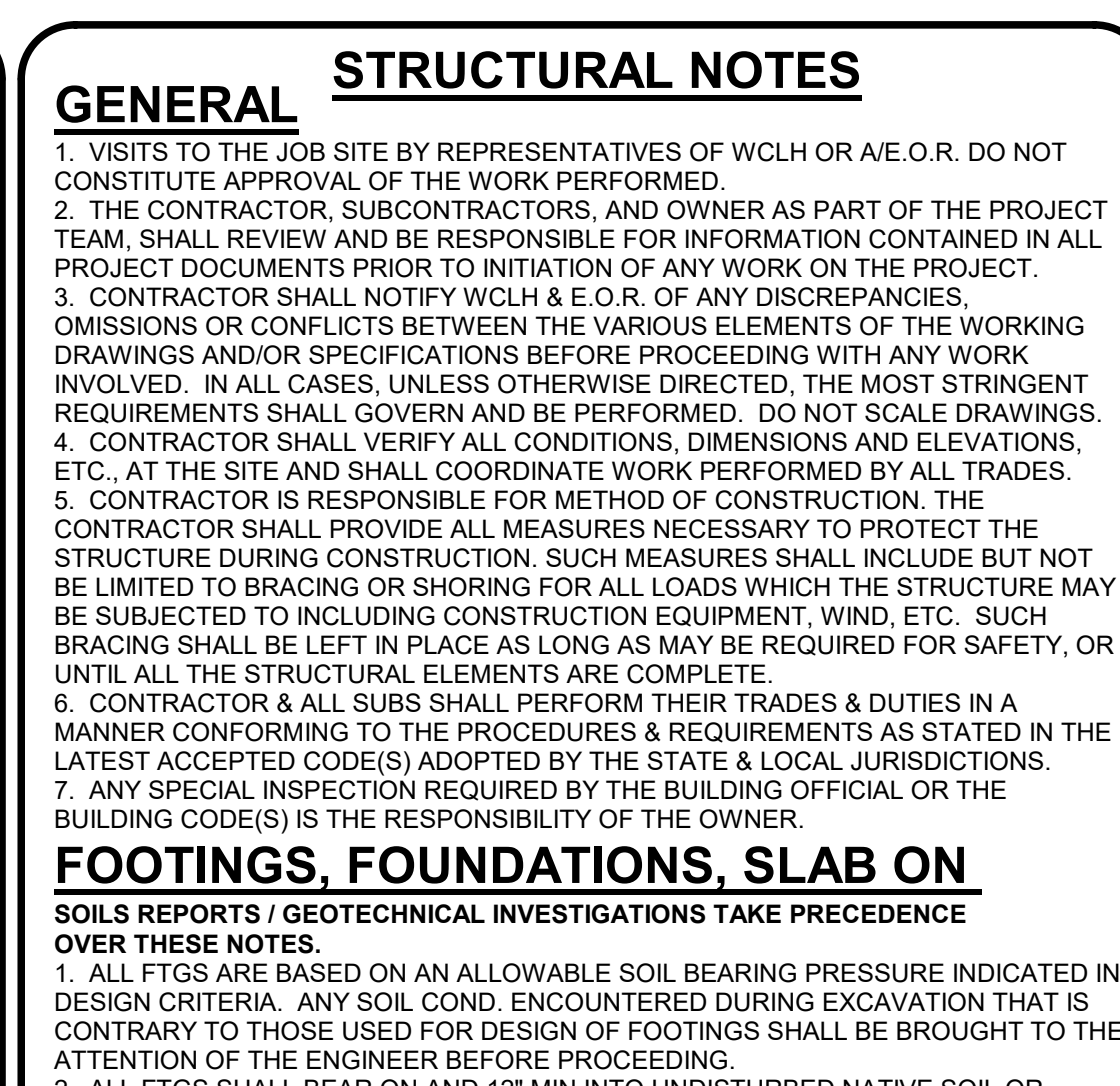 STRUCTURAL NOTES
GENERAL
1. VISITS TO THE JOB SITE BY REPRESENTATIVES OF WCLH OR A/E.O.R. DO NOT
CONSTITUTE APPROVAL OF THE WORK PERFORMED.
2. THE CONTRACTOR, SUBCONTRACTORS, AND OWNER AS PART OF THE PROJECT
TEAM, SHALL REVIEW AND BE RESPONSIBLE FOR INFORMATION CONTAINED IN ALL
PROJECT DOCUMENTS PRIOR TO INITIATION OF ANY WORK ON THE PROJECT.
3. CONTRACTOR SHALL NOTIFY WCLH & E.O.R. OF ANY DISCREPANCIES,
OMISSIONS OR CONFLICTS BETWEEN THE VARIOUS ELEMENTS OF THE WORKING
DRAWINGS AND/OR SPECIFICATIONS BEFORE PROCEEDING WITH ANY WORK
INVOLVED. IN ALL CASES, UNLESS OTHERWISE DIRECTED, THE MOST STRINGENT
REQUIREMENTS SHALL GOVERN AND BE PERFORMED. DO NOT SCALE DRAWINGS.
4. CONTRACTOR SHALL VERIFY ALL CONDITIONS, DIMENSIONS AND ELEVATIONS,
ETC., AT THE SITE AND SHALL COORDINATE WORK PERFORMED BY ALL TRADES.
5. CONTRACTOR IS RESPONSIBLE FOR METHOD OF CONSTRUCTION. THE
CONTRACTOR SHALL PROVIDE ALL MEASURES NECESSARY TO PROTECT THE
STRUCTURE DURING CONSTRUCTION. SUCH MEASURES SHALL INCLUDE BUT NOT
BE LIMITED TO BRACING OR SHORING FOR ALL LOADS WHICH THE STRUCTURE MAY
BE SUBJECTED TO INCLUDING CONSTRUCTION EQUIPMENT, WIND, ETC. SUCH
BRACING SHALL BE LEFT IN PLACE AS LONG AS MAY BE REQUIRED FOR SAFETY, OR
UNTIL ALL THE STRUCTURAL ELEMENTS ARE COMPLETE.
6. CONTRACTOR & ALL SUBS SHALL PERFORM THEIR TRADES & DUTIES IN A
MANNER CONFORMING TO THE PROCEDURES & REQUIREMENTS AS STATED IN THE
LATEST ACCEPTED CODE(S) ADOPTED BY THE STATE & LOCAL JURISDICTIONS.
7. ANY SPECIAL INSPECTION REQUIRED BY THE BUILDING OFFICIAL OR THE
BUILDING CODE(S) IS THE RESPONSIBILITY OF THE OWNER.
FOOTINGS, FOUNDATIONS, SLAB ON
SOILS REPORTS / GEOTECHNICAL INVESTIGATIONS TAKE PRECEDENCE
OVER THESE NOTES.
1. ALL FTGS ARE BASED ON AN ALLOWABLE SOIL BEARING PRESSURE INDICATED IN
DESIGN CRITERIA. ANY SOIL COND. ENCOUNTERED DURING EXCAVATION THAT IS
CONTRARY TO THOSE USED FOR DESIGN OF FOOTINGS SHALL BE BROUGHT TO THE
ATTENTION OF THE ENGINEER BEFORE PROCEEDING.
2. ALL FTGS SHALL BEAR ON AND 12" MIN INTO UNDISTURBED NATIVE SOIL OR